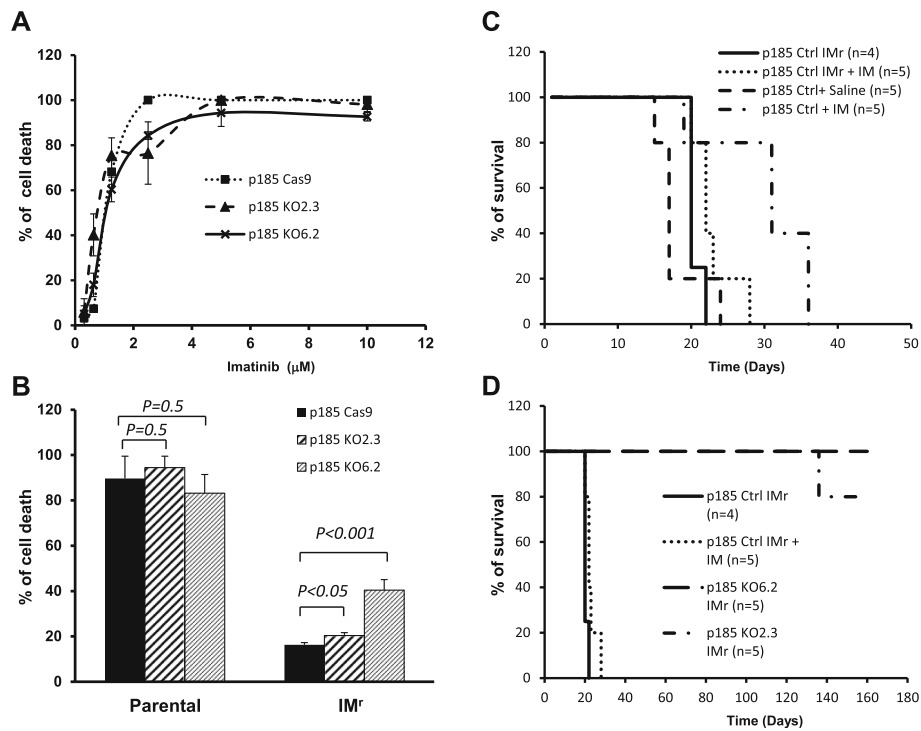 A
120
100
80
60
40
20
0
0
2
4
6
8
10
12
% of cell death
Imatinib (µM)
p185 Cas9
p185 KO2.3
p185 KO6.2
B
120
100
80
60
40
20
0
% of cell death
P=0.5
P=0.5
P<0.001
P<0.05
p185 Cas9
p185 KO2.3
p185 KO6.2
Parental
IMʳ
C
120
100
80
60
40
20
0
0
10
20
30
40
50
% of survival
Time (Days)
p185 Ctrl IMr (n=4)
p185 Ctrl IMr + IM (n=5)
p185 Ctrl+ Saline (n=5)
p185 Ctrl + IM (n=5)
D
120
100
80
60
40
20
0
0
20
40
60
80
100
120
140
160
180
% of survival
Time (Days)
p185 Ctrl IMr
(n=4)
p185 Ctrl IMr +
IM (n=5)
p185 KO6.2
IMr (n=5)
p185 KO2.3
IMr (n=5)